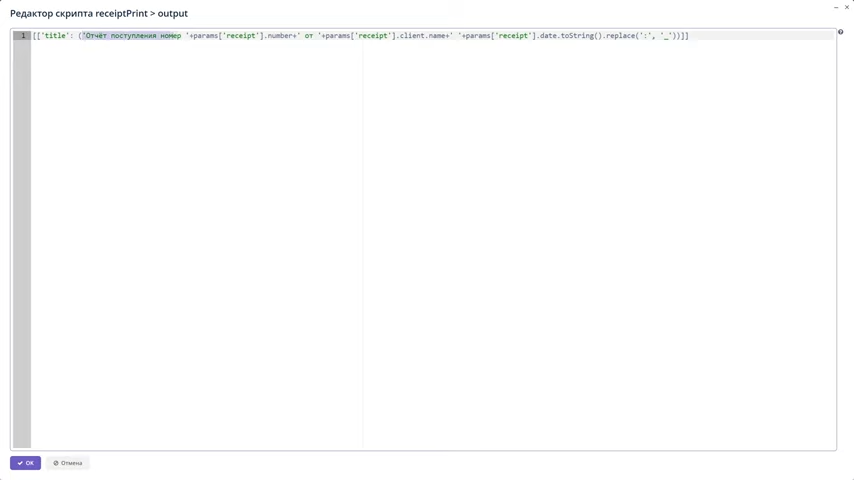 Редактор скрипта receiptPrint > output
1 [['title': ('Отчёт поступления номер '+params['receipt'].number+' от '+params['receipt'].client.name+' '+params['receipt'].date.toString().replace(':', '_'))]]
ОК
Отмена